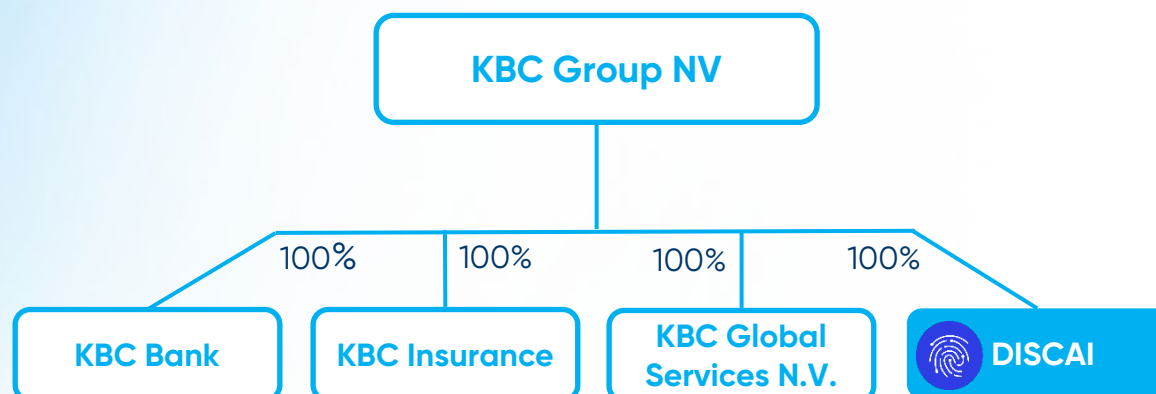 KBC Group NV
100%
100%
100%
100%
KBC Bank
KBC Insurance
KBC Global
Services N.V.
DISCAI